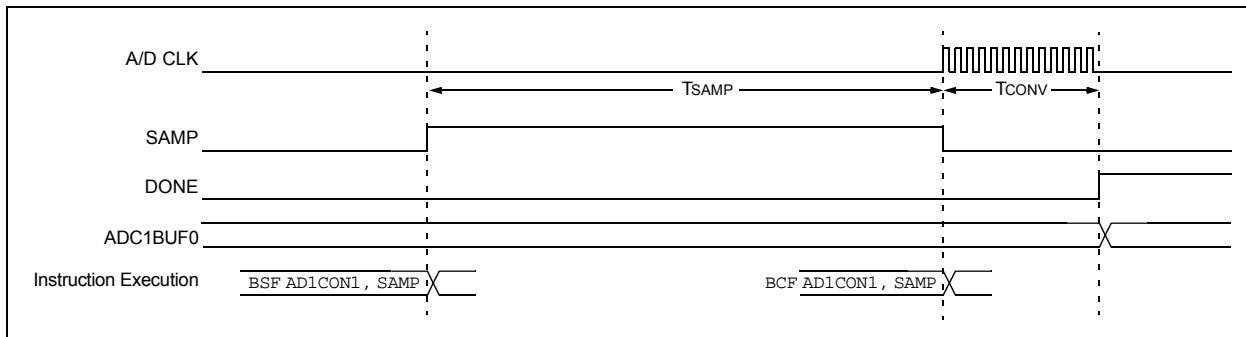 A/D CLK
TSAMP TCONV
SAMP
DONE
ADC1BUF0
Instruction Execution BSF AD1CON1, SAMP BCF AD1CON1, SAMP